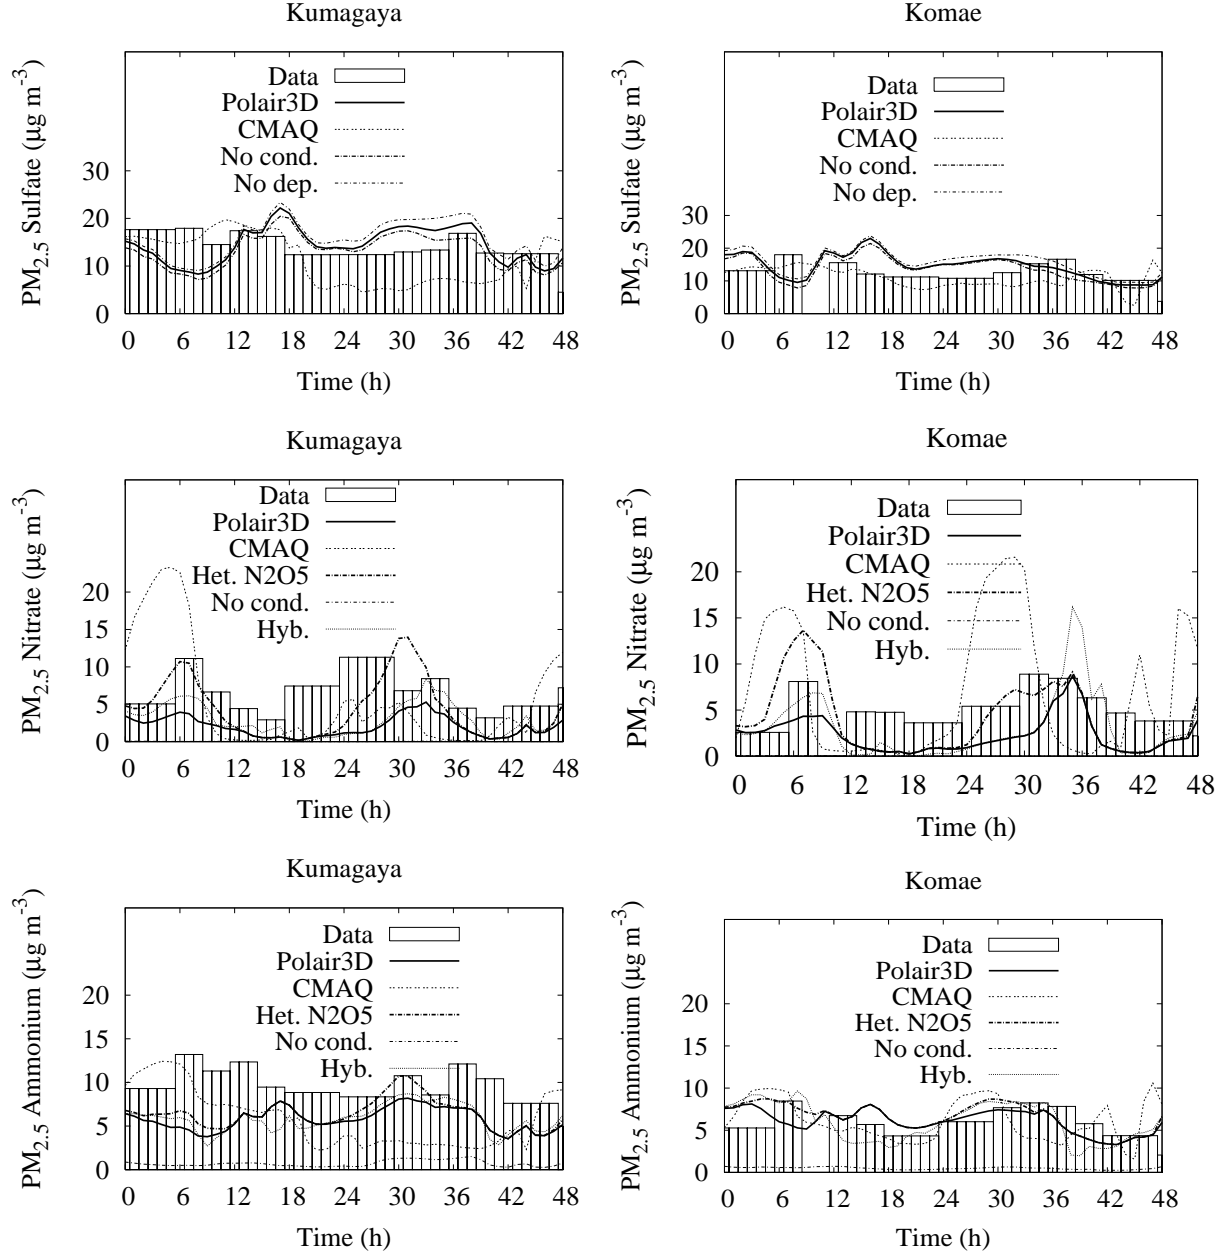 Kumagaya
PM2.5 Sulfate (µg m-3)
30
20
10
0
Data
Polair3D
CMAQ
No cond.
No dep.
0 6 12 18 24 30 36 42 48
Time (h)
Komae
PM2.5 Sulfate (µg m-3)
30
20
10
0
Data
Polair3D
CMAQ
No cond.
No dep.
0 6 12 18 24 30 36 42 48
Time (h)
Kumagaya
PM2.5 Nitrate (µg m-3)
20
15
10
5
0
Data
Polair3D
CMAQ
Het. N2O5
No cond.
Hyb.
0 6 12 18 24 30 36 42 48
Time (h)
Komae
PM2.5 Nitrate (µg m-3)
20
15
10
5
0
Data
Polair3D
CMAQ
Het. N2O5
No cond.
Hyb.
0 6 12 18 24 30 36 42 48
Time (h)
Kumagaya
PM2.5 Ammonium (µg m-3)
20
15
10
5
0
Data
Polair3D
CMAQ
Het. N2O5
No cond.
Hyb.
0 6 12 18 24 30 36 42 48
Time (h)
Komae
PM2.5 Ammonium (µg m-3)
20
15
10
5
0
Data
Polair3D
CMAQ
Het. N2O5
No cond.
Hyb.
0 6 12 18 24 30 36 42 48
Time (h)